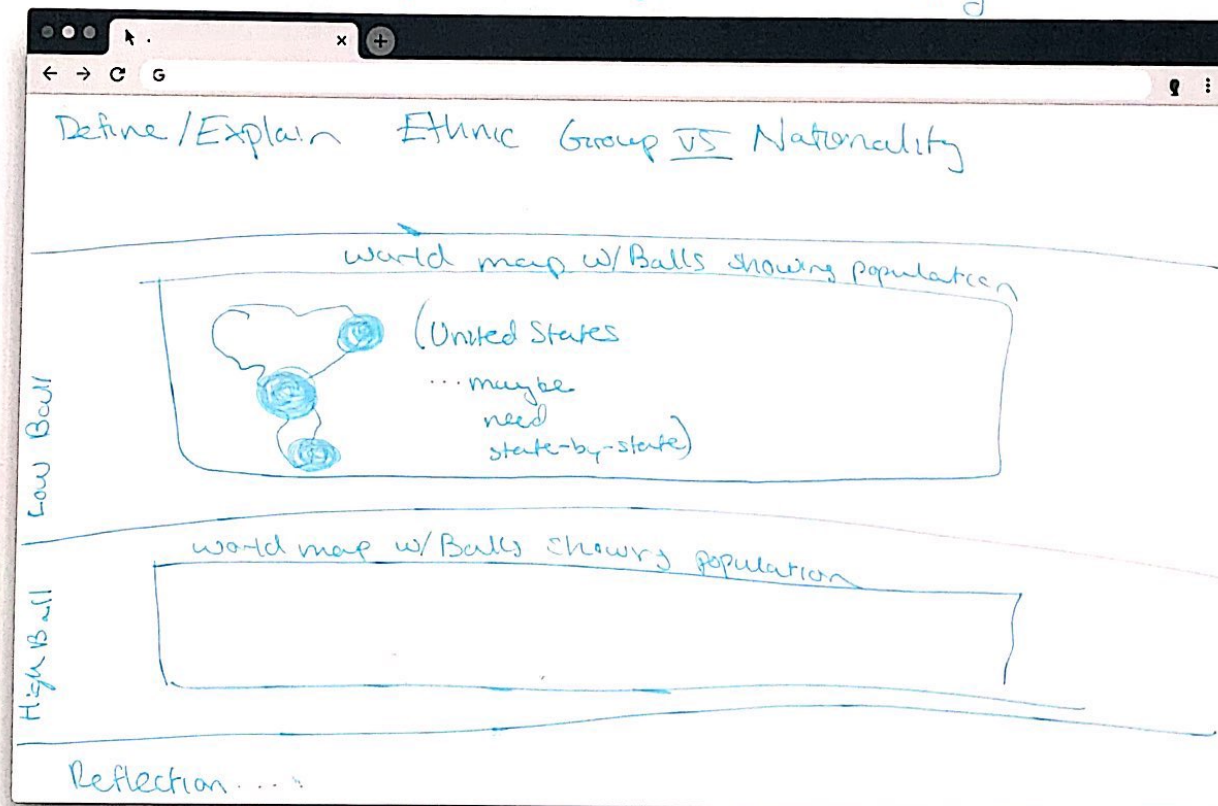 G
Define/Explain Ethnic Group VS Nationality
world map w/Balls showing population
Low Ball
(United States
...maybe
need
state-by-state)
world map w/Balls showing population
High Ball
Reflection....